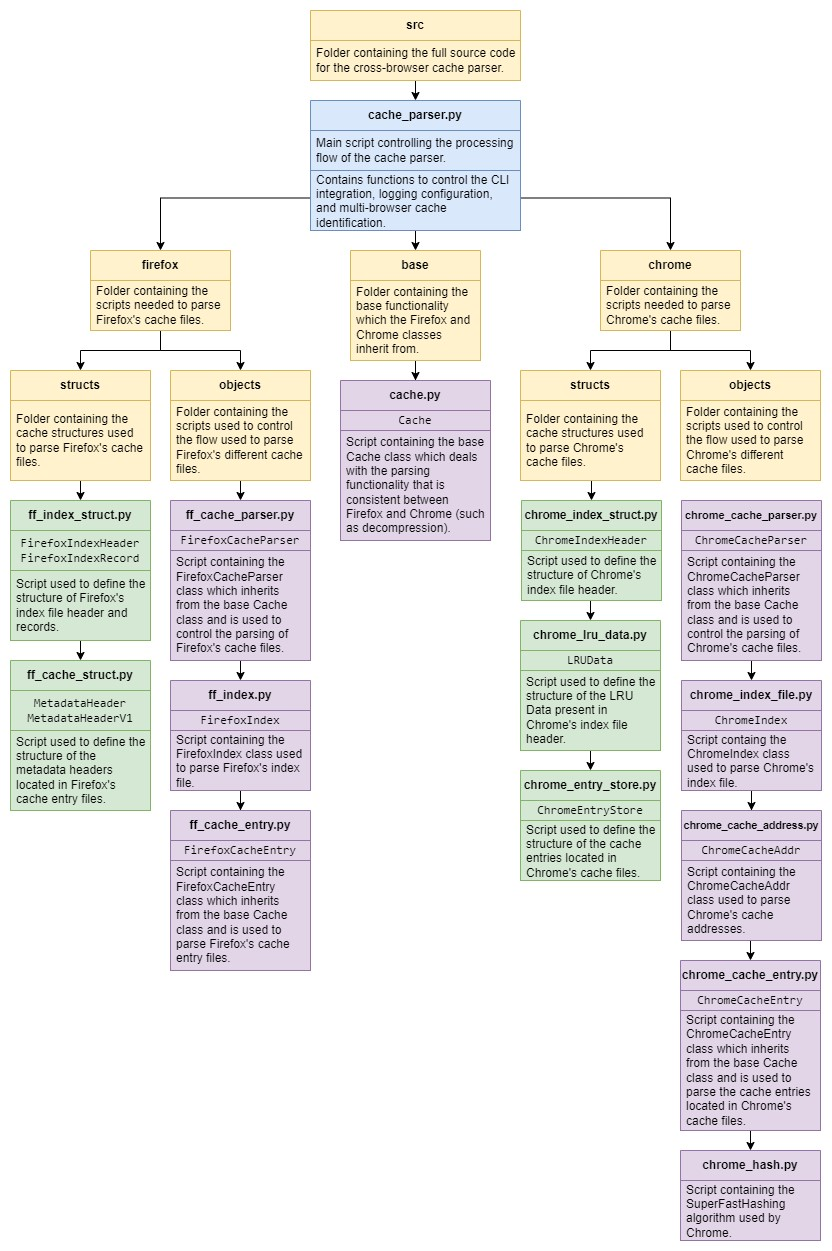 src
Folder containing the full source code
for the cross-browser cache parser.
cache_parser.py
Main script controlling the processing
flow of the cache parser.
Contains functions to control the CLI
integration, logging configuration,
and multi-browser cache
identification.
firefox
Folder containing the
scripts needed to parse
Firefox's cache files.
base
Folder containing the
base functionality
which the Firefox and
Chrome classes
inherit from.
chrome
Folder containing the
scripts needed to parse
Chrome's cache files.
structs
Folder containing the
cache structures used
to parse Firefox's cache
files.
objects
Folder containing the
scripts used to control
the flow used to parse
Firefox's different cache
files.
cache.py
Cache
Script containing the base
Cache class which deals
with the parsing
functionality that is
consistent between
Firefox and Chrome (such
as decompression).
structs
Folder containing the
cache structures used
to parse Chrome's
cache files.
objects
Folder containing the
scripts used to control
the flow used to parse
Chrome's different cache
files.
ff_index_struct.py
FirefoxIndexHeader
FirefoxIndexRecord
Script used to define the
structure of Firefox's
index file header and
records.
ff_cache_struct.py
MetadataHeader
MetadataHeaderV1
Script used to define the
structure of the
metadata headers
located in Firefox's
cache entry files.
ff_cache_parser.py
FirefoxCacheParser
Script containing the
FirefoxCacheParser
class which inherits
from the base Cache
class and is used to
control the parsing of
Firefox's cache files.
ff_index.py
FirefoxIndex
Script containing the
FirefoxIndex class used
to parse Firefox's index
file.
ff_cache_entry.py
FirefoxCacheEntry
Script containing the
FirefoxCacheEntry
class which inherits
from the base Cache
class and is used to
parse Firefox's cache
entry files.
chrome_index_struct.py
ChromeIndexHeader
Script used to define the
structure of Chrome's
index file header.
chrome_lru_data.py
LRUData
Script used to define the
structure of the LRU
Data present in
Chrome's index file
header.
chrome_entry_store.py
ChromeEntryStore
Script used to define the
structure of the cache
entries located in
Chrome's cache files.
chrome_cache_parser.py
ChromeCacheParser
Script containing the
ChromeCacheParser
class which inherits
from the base Cache
class and is used to
control the parsing of
Chrome's cache files.
chrome_index_file.py
ChromeIndex
Script containg the
ChromeIndex class
used to parse Chrome's
index file.
chrome_cache_address.py
ChromeCacheAddr
Script containing the
ChromeCacheAddr
class used to parse
Chrome's cache
addresses.
chrome_cache_entry.py
ChromeCacheEntry
Script containing the
ChromeCacheEntry
class which inherits
from the base Cache
class and is used to
parse the cache entries
located in Chrome's
cache files.
chrome_hash.py
Script containing the
SuperFastHashing
algorithm used by
Chrome.